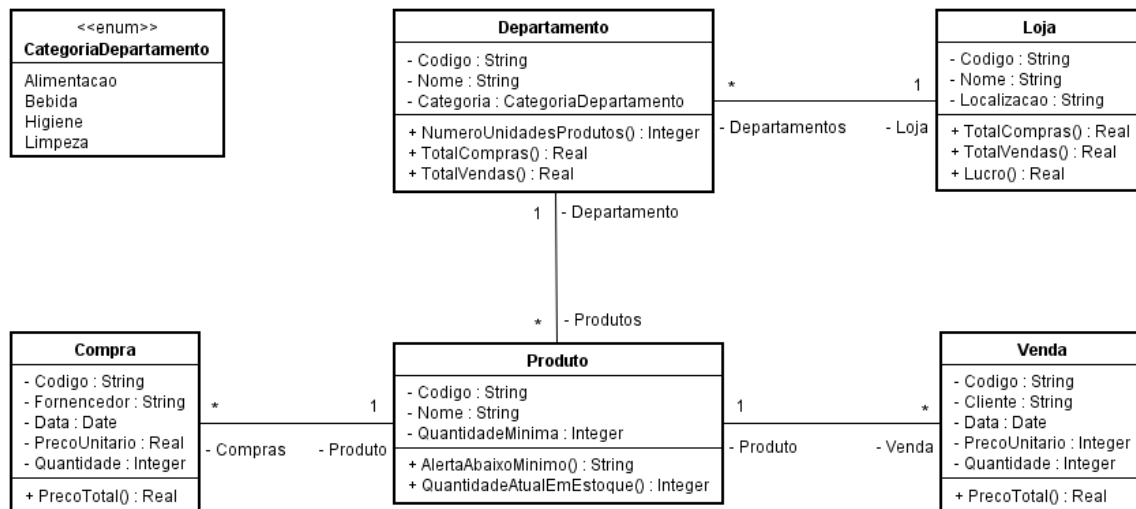 <<enum>>
CategoriaDepartamento
Alimentacao
Bebida
Higiene
Limpeza
Departamento
- Codigo : String
- Nome : String
- Categoria : CategoriaDepartamento
+ NumeroUnidadesProdutos() : Integer
+ TotalCompras() : Real
+ TotalVendas() : Real
* 1
- Departamentos - Loja
Loja
- Codigo : String
- Nome : String
- Localizacao : String
+ TotalCompras() : Real
+ TotalVendas() : Real
+ Lucro() : Real
1 - Departamento
* - Produtos
Compra
- Codigo : String
- Fornencedor : String
- Data : Date
- PrecoUnitario : Real
- Quantidade : Integer
+ PrecoTotal() : Real
* 1
- Compras - Produto
Produto
- Codigo : String
- Nome : String
- QuantidadeMinima : Integer
+ AlertaAbaixoMinimo() : String
+ QuantidadeAtualEmEstoque() : Integer
1 *
- Produto - Venda
Venda
- Codigo : String
- Cliente : String
- Data : Date
- PrecoUnitario : Integer
- Quantidade : Integer
+ PrecoTotal() : Real